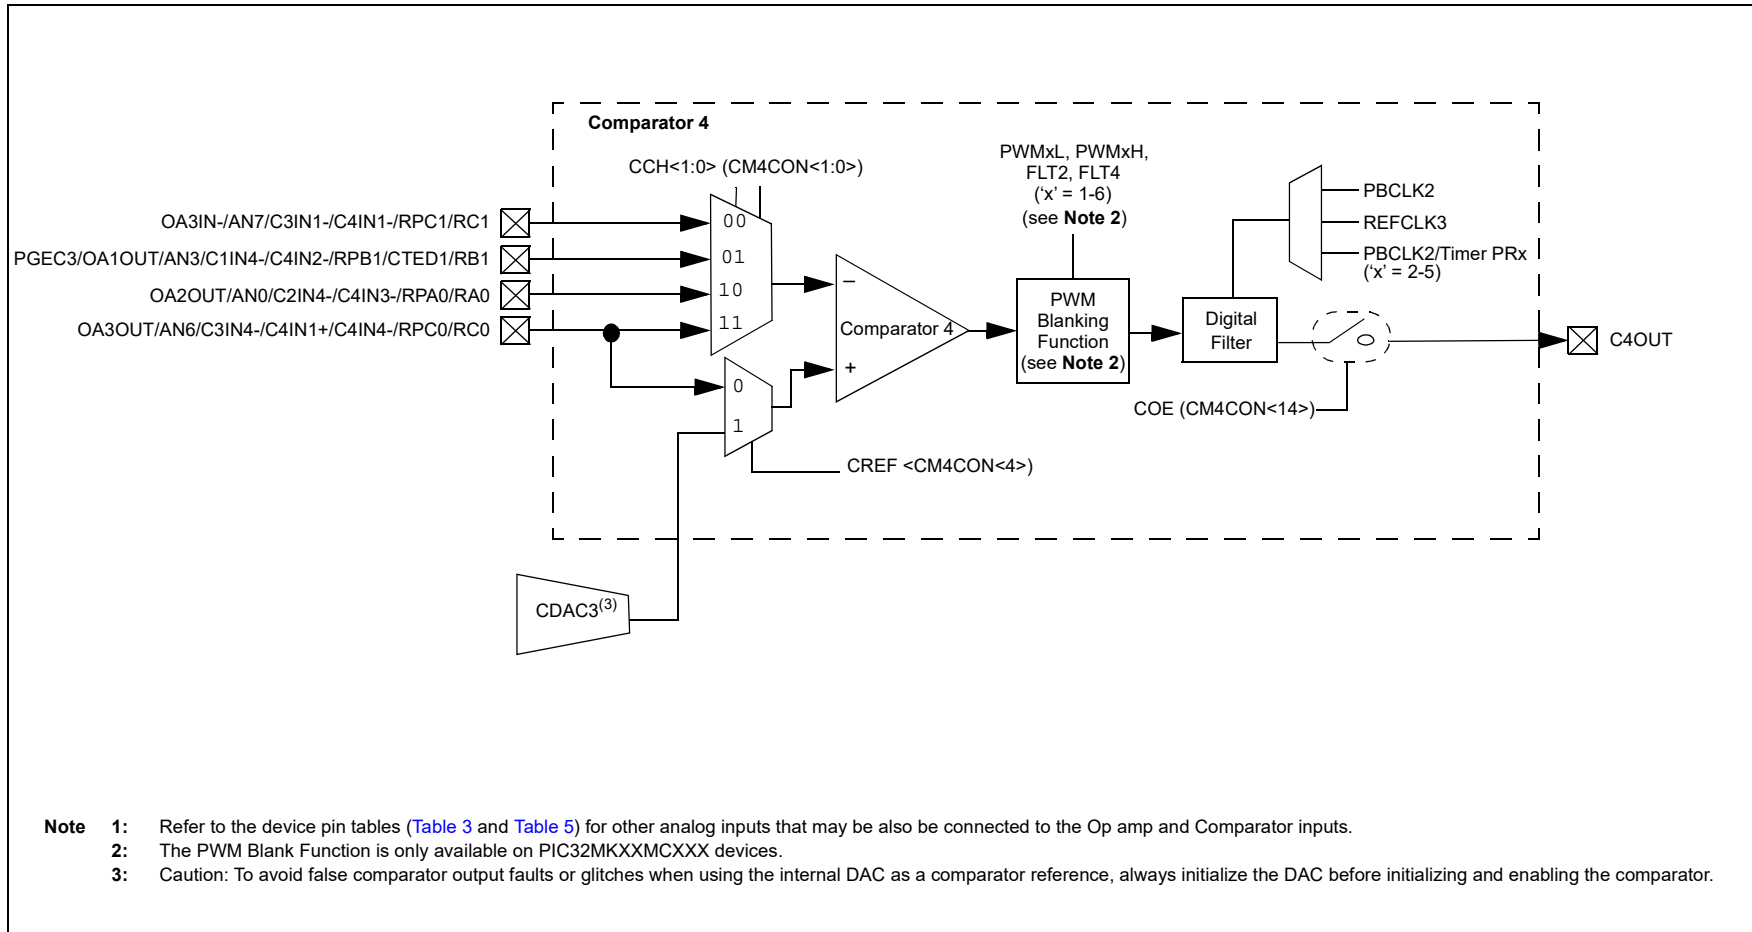 Comparator 4
CCH<1:0> (CM4CON<1:0>)
PWMxL, PWMxH,
FLT2, FLT4
(‘x’ = 1-6)
(see Note 2)
PBCLK2
REFCLK3
PBCLK2/Timer PRx
(‘x’ = 2-5)
OA3IN-/AN7/C3IN1-/C4IN1-/RPC1/RC1
00
PGEC3/OA1OUT/AN3/C1IN4-/C4IN2-/RPB1/CTED1/RB1
01
OA2OUT/AN0/C2IN4-/C4IN3-/RPA0/RA0
10
OA3OUT/AN6/C3IN4-/C4IN1+/C4IN4-/RPC0/RC0
11
–
Comparator 4
+
PWM
Blanking
Function
(see Note 2)
Digital
Filter
C4OUT
0
1
COE (CM4CON<14>)
CREF <CM4CON<4>)
CDAC3(3)
Note 1: Refer to the device pin tables (Table 3 and Table 5) for other analog inputs that may be also be connected to the Op amp and Comparator inputs.
2: The PWM Blank Function is only available on PIC32MKXXMCXXX devices.
3: Caution: To avoid false comparator output faults or glitches when using the internal DAC as a comparator reference, always initialize the DAC before initializing and enabling the comparator.